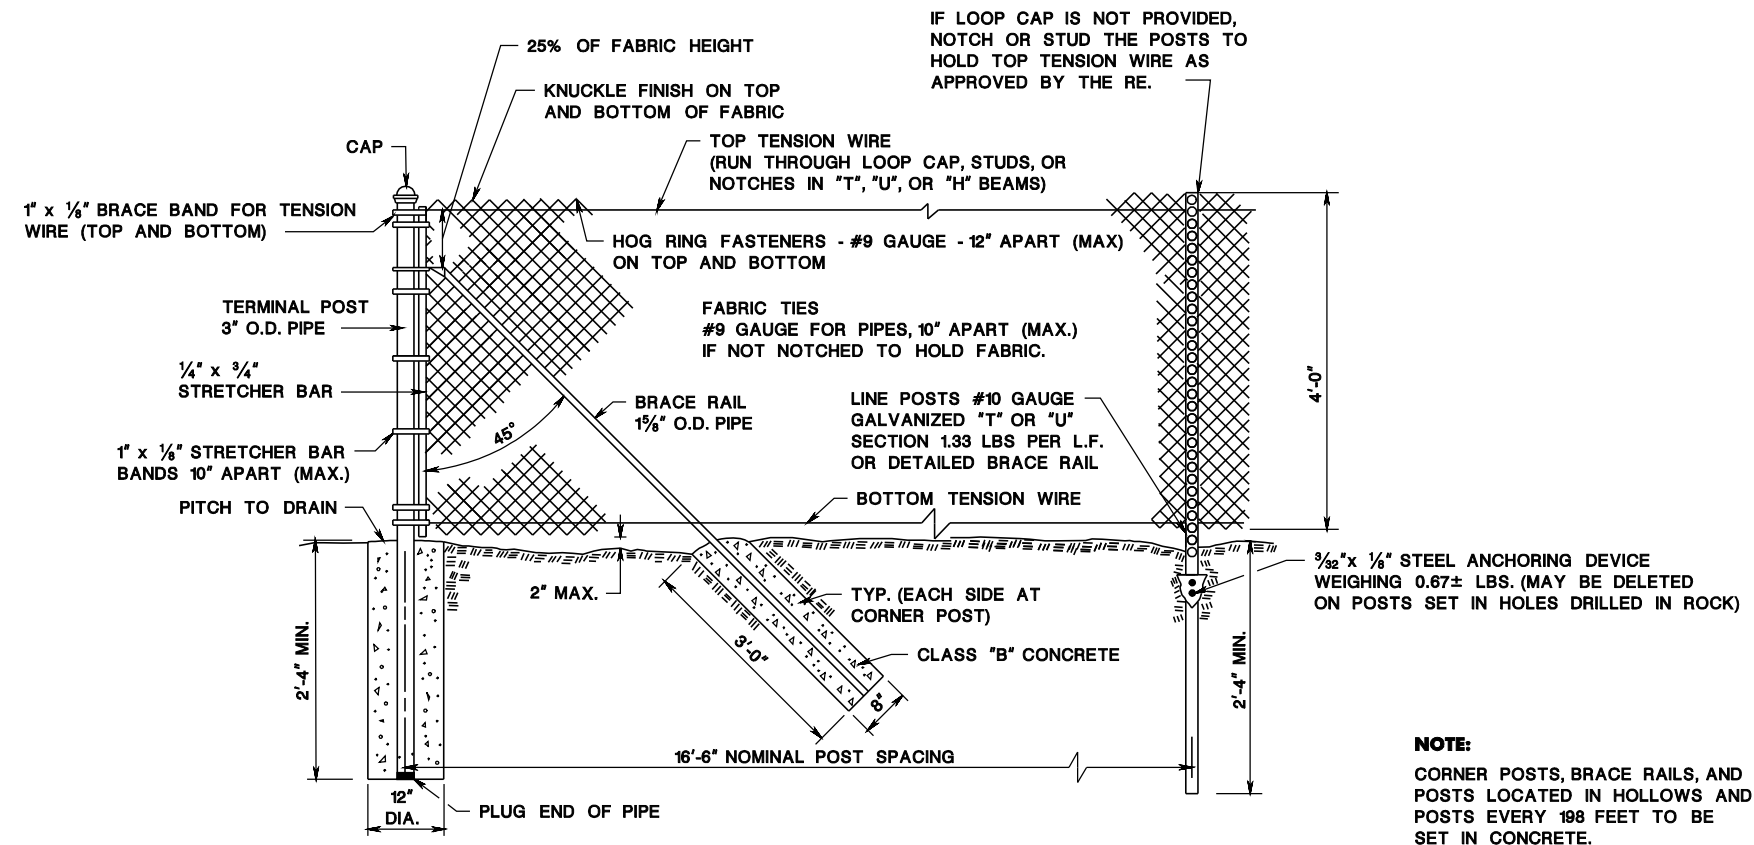 IF LOOP CAP IS NOT PROVIDED,
NOTCH OR STUD THE POSTS TO
HOLD TOP TENSION WIRE AS
APPROVED BY THE RE.
25% OF FABRIC HEIGHT
KNUCKLE FINISH ON TOP
AND BOTTOM OF FABRIC
CAP
TOP TENSION WIRE
(RUN THROUGH LOOP CAP, STUDS, OR
NOTCHES IN "T", "U", OR "H" BEAMS)
1" x ⅛" BRACE BAND FOR TENSION
WIRE (TOP AND BOTTOM)
HOG RING FASTENERS - #9 GAUGE - 12" APART (MAX)
ON TOP AND BOTTOM
TERMINAL POST
3" O.D. PIPE
FABRIC TIES
#9 GAUGE FOR PIPES, 10" APART (MAX.)
IF NOT NOTCHED TO HOLD FABRIC.
¼" x ¾"
STRETCHER BAR
BRACE RAIL
1⅝" O.D. PIPE
45°
LINE POSTS #10 GAUGE
GALVANIZED "T" OR "U"
SECTION 1.33 LBS PER L.F.
OR DETAILED BRACE RAIL
4'-0"
1" x ⅛" STRETCHER BAR
BANDS 10" APART (MAX.)
PITCH TO DRAIN
BOTTOM TENSION WIRE
2" MAX.
TYP. (EACH SIDE AT
CORNER POST)
3/32" x ⅛" STEEL ANCHORING DEVICE
WEIGHING 0.67± LBS. (MAY BE DELETED
ON POSTS SET IN HOLES DRILLED IN ROCK)
2'-4" MIN.
3'-0"
CLASS "B" CONCRETE
8"
2'-4" MIN.
16'-6" NOMINAL POST SPACING
12"
DIA.
PLUG END OF PIPE
NOTE:
CORNER POSTS, BRACE RAILS, AND
POSTS LOCATED IN HOLLOWS AND
POSTS EVERY 198 FEET TO BE
SET IN CONCRETE.